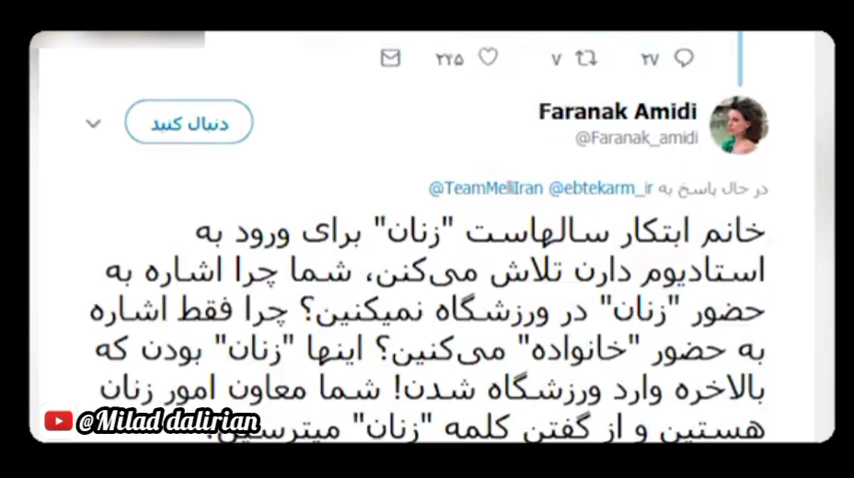 ۲۷ ۷ ۲۲۵
Faranak Amidi
@Faranak_amidi
دنبال کنید
در حال پاسخ به @TeamMelliIran @ebtekarm_ir
خانم ابتکار سالهاست "زنان" برای ورود به
استادیوم دارن تلاش می‌کنن، شما چرا اشاره به
حضور "زنان" در ورزشگاه نمیکنین؟ چرا فقط اشاره
به حضور "خانواده" می‌کنین؟ اینها "زنان" بودن که
بالاخره وارد ورزشگاه شدن! شما معاون امور زنان
هستین و از گفتن کلمه "زنان" میترسین؟
@Milad dalirian